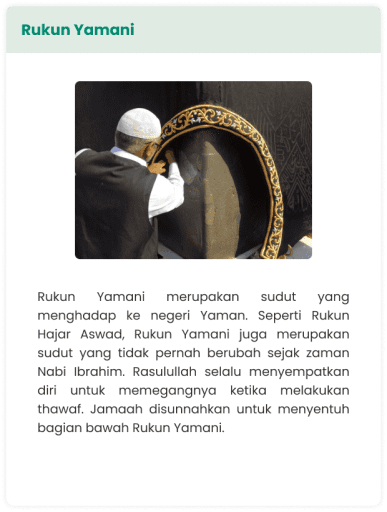 Rukun Yamani
Rukun Yamani merupakan sudut yang
menghadap ke negeri Yaman. Seperti Rukun
Hajar Aswad, Rukun Yamani juga merupakan
sudut yang tidak pernah berubah sejak zaman
Nabi Ibrahim. Rasulullah selalu menyempatkan
diri untuk memegangnya ketika melakukan
thawaf. Jamaah disunnahkan untuk menyentuh
bagian bawah Rukun Yamani.